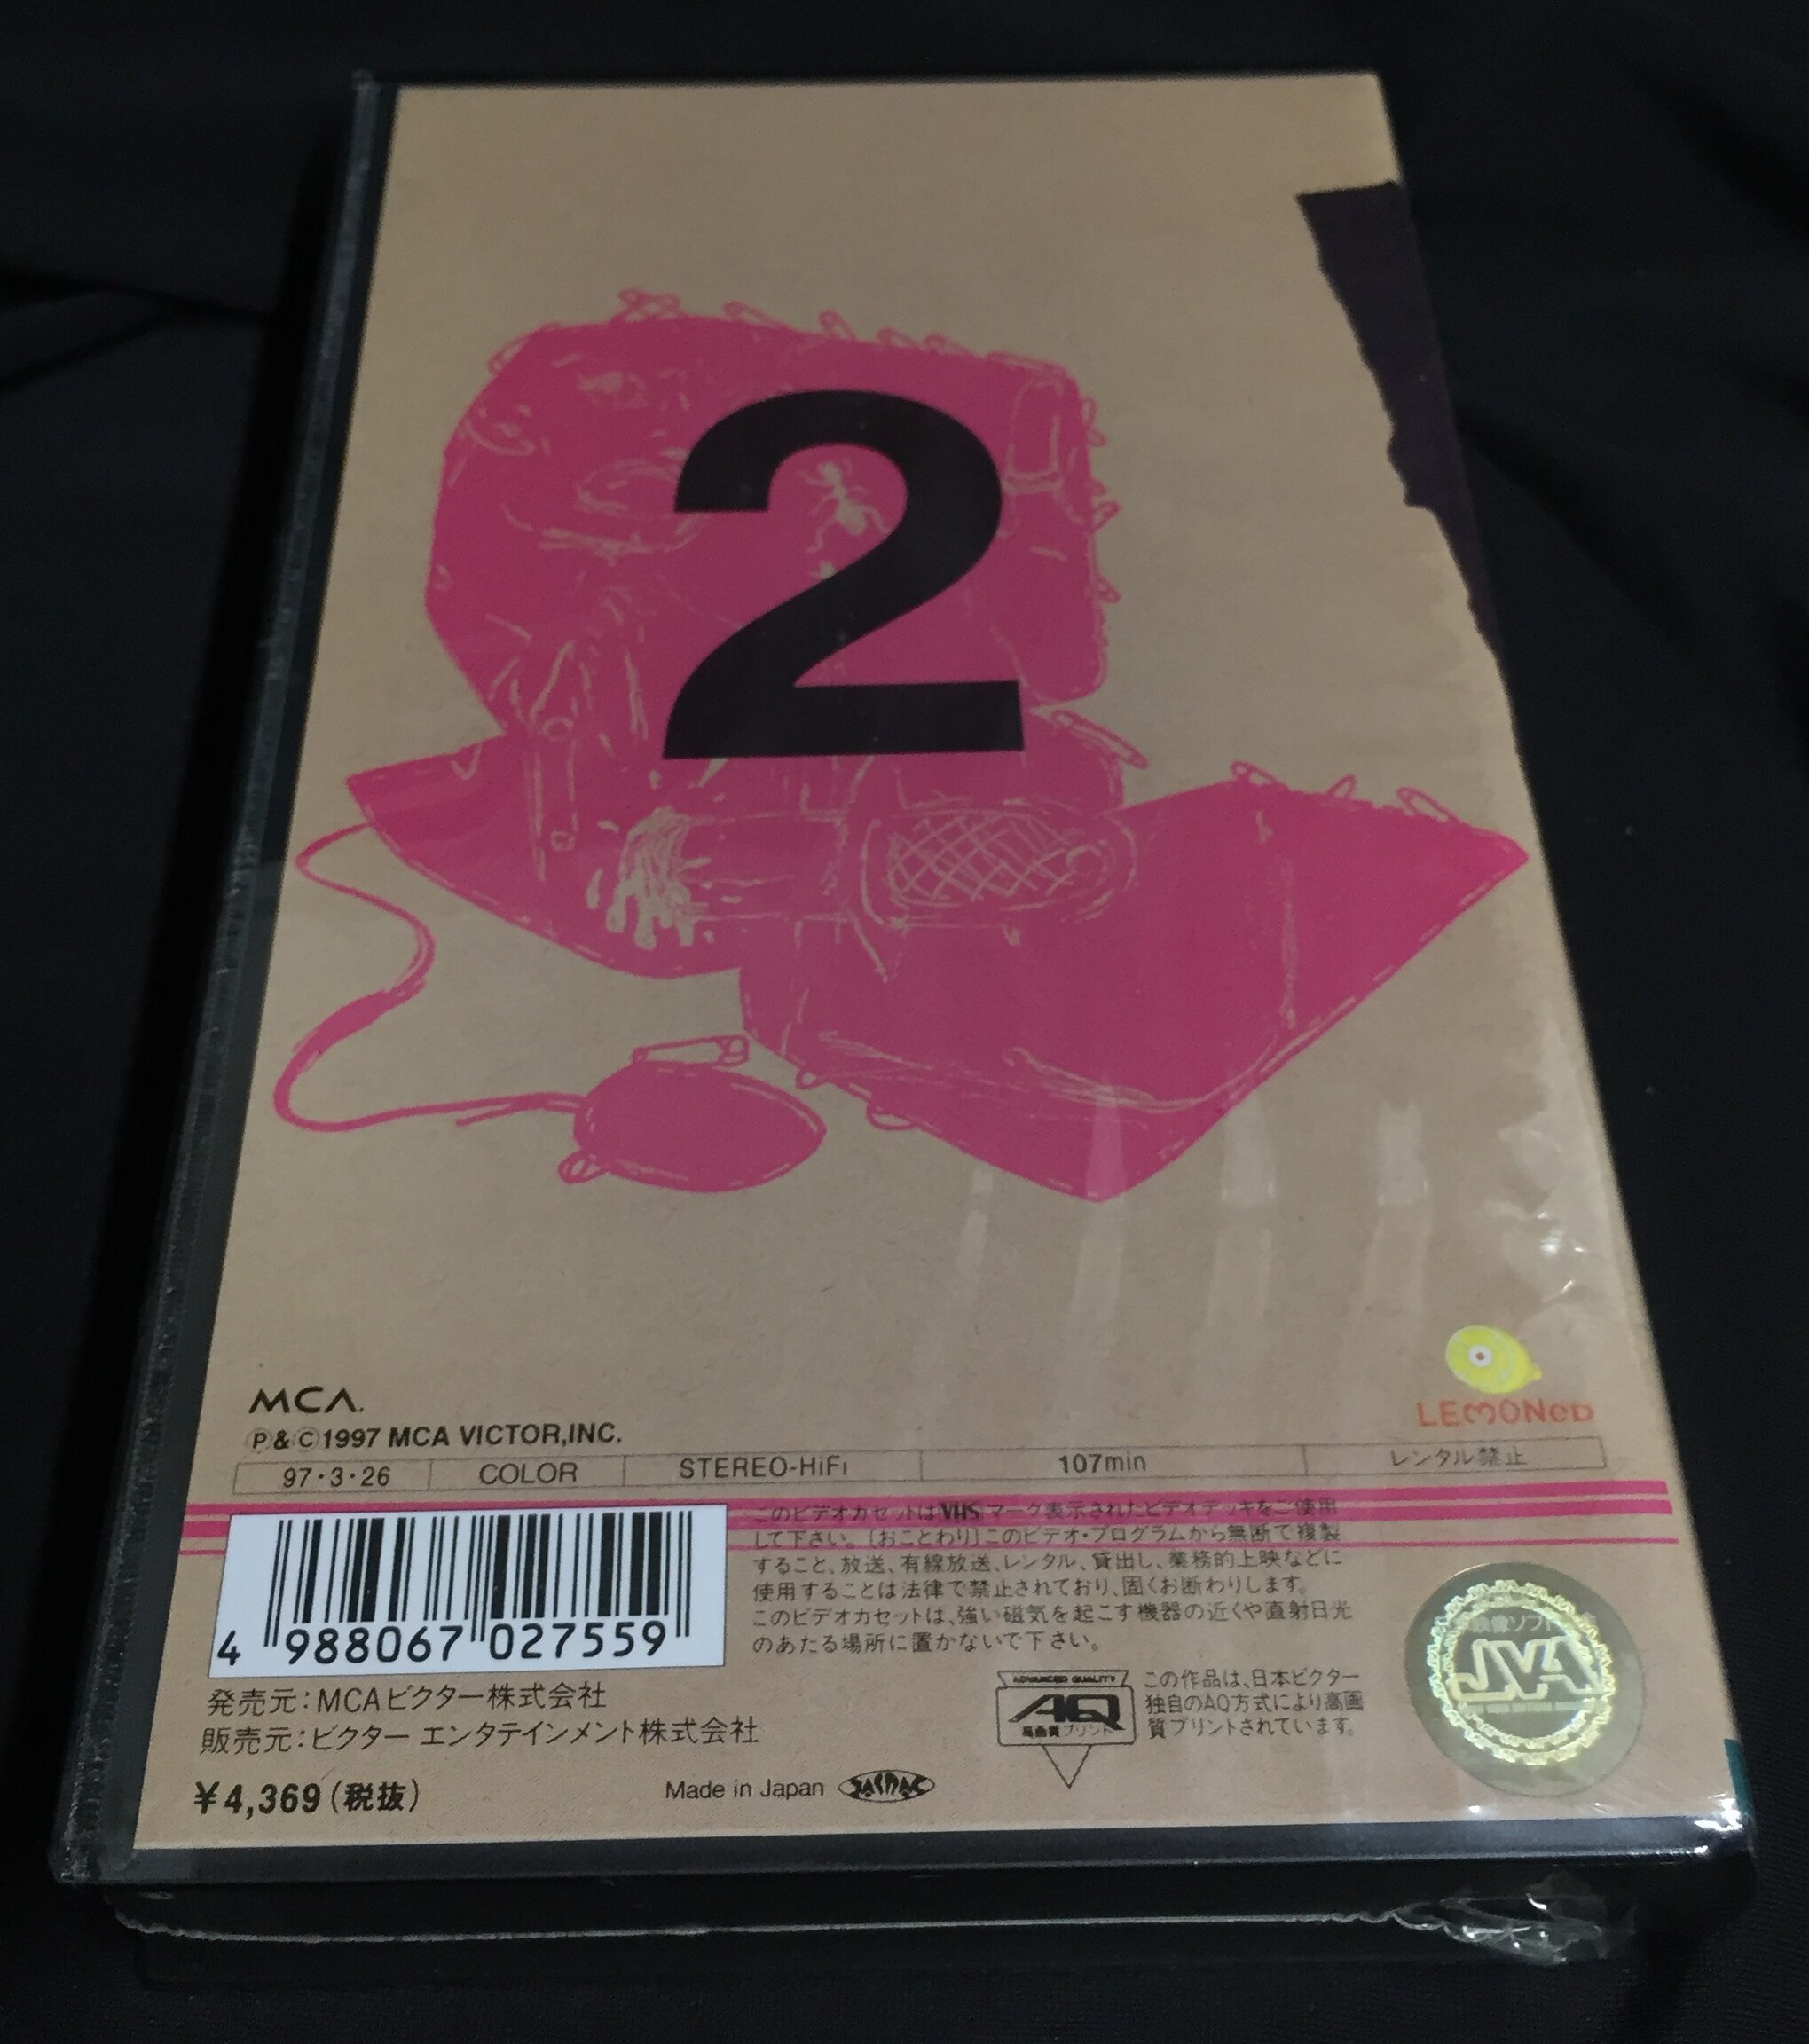 2
LEMONeD
MCA.
Ⓟ&Ⓒ1997 MCA VICTOR,INC.
97・3・26 COLOR STEREO-HiFi 107min レンタル禁止
このビデオカセットはVHSマーク表示されたビデオデッキをご使用
して下さい。〔おことわり〕このビデオ・プログラムから無断で複製
すること、放送、有線放送、レンタル、貸出し、業務的上映などに
使用することは法律で禁止されており、固くお断わりします。
このビデオカセットは、強い磁気を起こす機器の近くや直射日光
のあたる場所に置かないで下さい。
4 988067 027559
発売元：MCAビクター株式会社
販売元：ビクター エンタテインメント株式会社
¥4,369(税抜)
Made in Japan
JASRAC
ADVANCED QUALITY
AQ
高画質プリント
この作品は、日本ビクター
独自のAQ方式により高画
質プリントされています。
映像ソフト
JVA